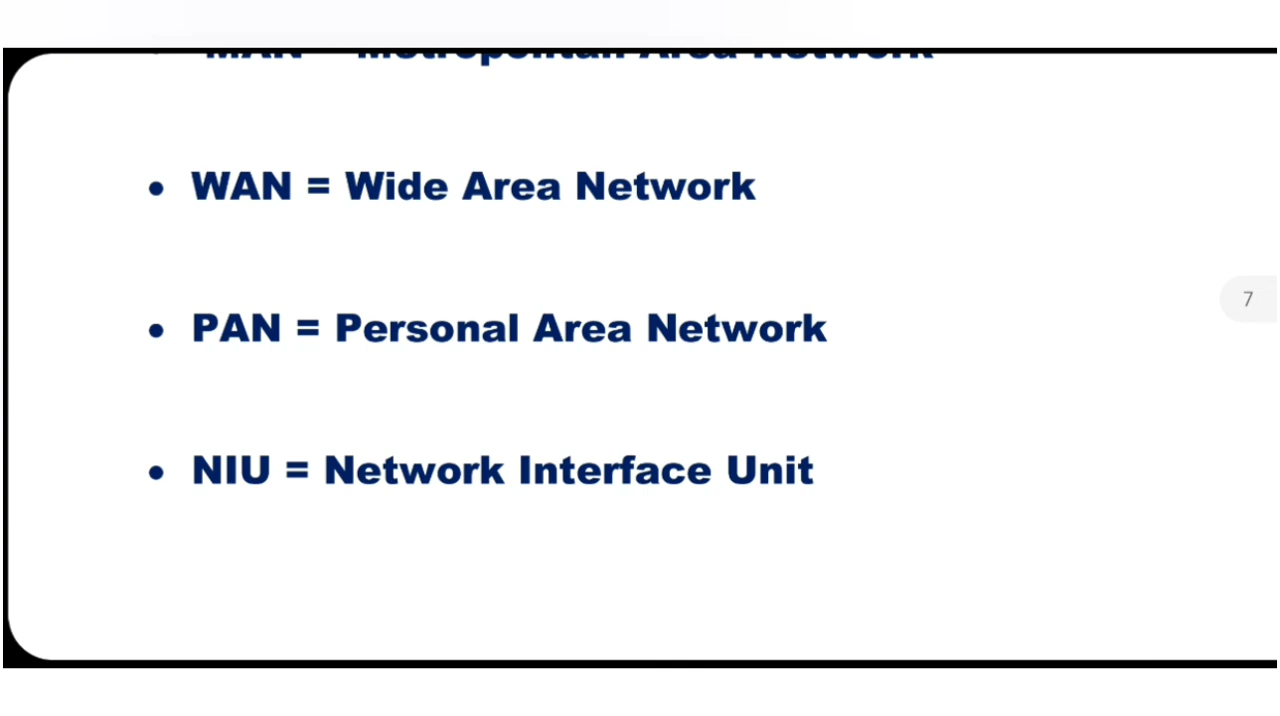 MAN = Metropolitan Area Network
• WAN = Wide Area Network
• PAN = Personal Area Network
7
• NIU = Network Interface Unit